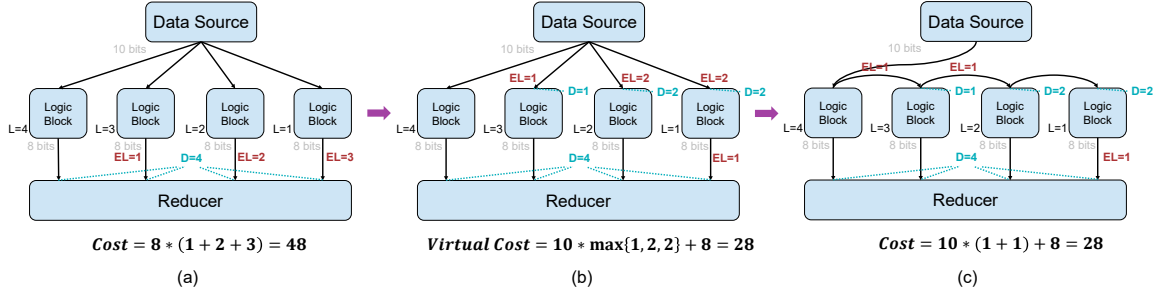 Data Source
10 bits
Logic Block
Logic Block
Logic Block
Logic Block
L=4
L=3
L=2
L=1
8 bits
8 bits
8 bits
8 bits
EL=1
D=4
EL=2
EL=3
Reducer
Cost = 8 * (1 + 2 + 3) = 48
(a)
Data Source
10 bits
EL=1
EL=2
EL=2
D=1
D=2
D=2
Logic Block
Logic Block
Logic Block
Logic Block
L=4
L=3
L=2
L=1
8 bits
8 bits
8 bits
8 bits
D=4
EL=1
Reducer
Virtual Cost = 10 * max{1, 2, 2} + 8 = 28
(b)
Data Source
10 bits
EL=1
EL=1
D=1
D=2
D=2
Logic Block
Logic Block
Logic Block
Logic Block
L=4
L=3
L=2
L=1
8 bits
8 bits
8 bits
8 bits
D=4
EL=1
Reducer
Cost = 10 * (1 + 1) + 8 = 28
(c)